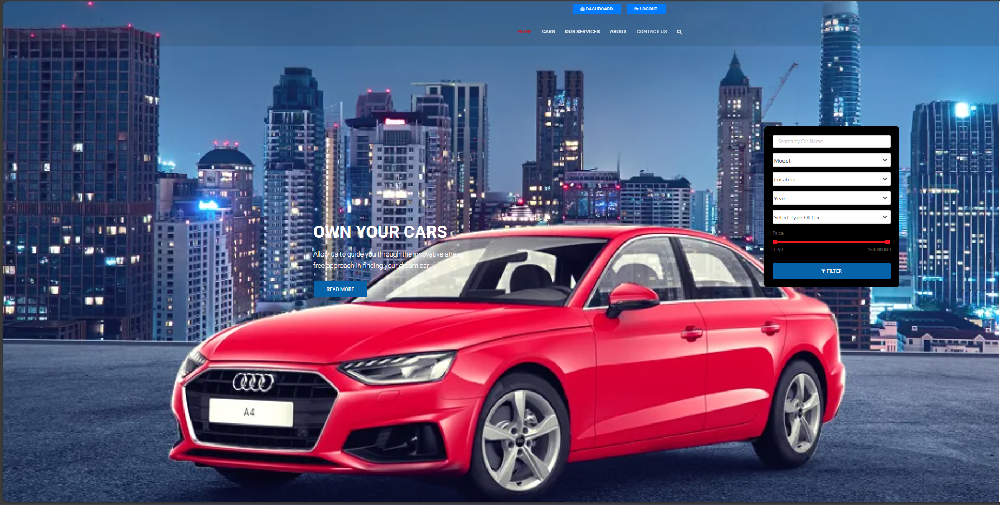 DASHBOARD
LOGOUT
HOME
CARS
OUR SERVICES
ABOUT
CONTACT US
Search by Car Name
Model
Location
Year
Select Type Of Car
Price
0 INR
150000 INR
FILTER
OWN YOUR CARS
Allow us to guide you through the innovative stress
free approach in finding your dream car.
READ MORE
A4